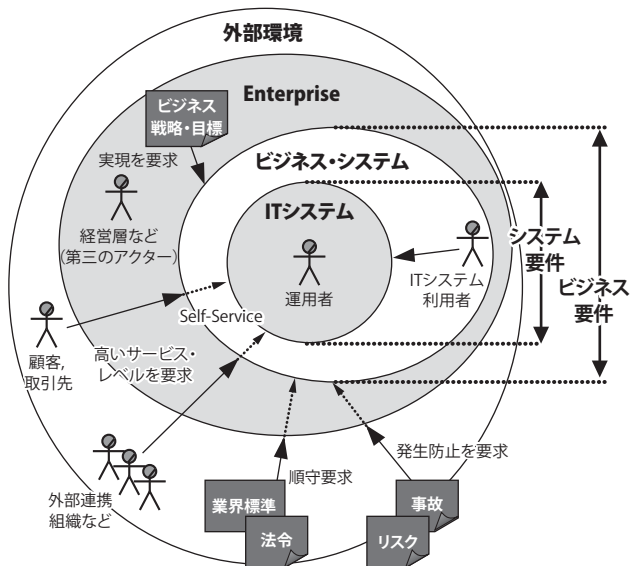 外部環境
Enterprise
ビジネス
戦略・目標
実現を要求
ビジネス・システム
ITシステム
経営層など
(第三のアクター)
運用者
ITシステム
利用者
システム
要件
ビジネス
要件
Self-Service
顧客,
取引先
高いサービス・
レベルを要求
外部連携
組織など
順守要求
発生防止を要求
業界標準
法令
事故
リスク